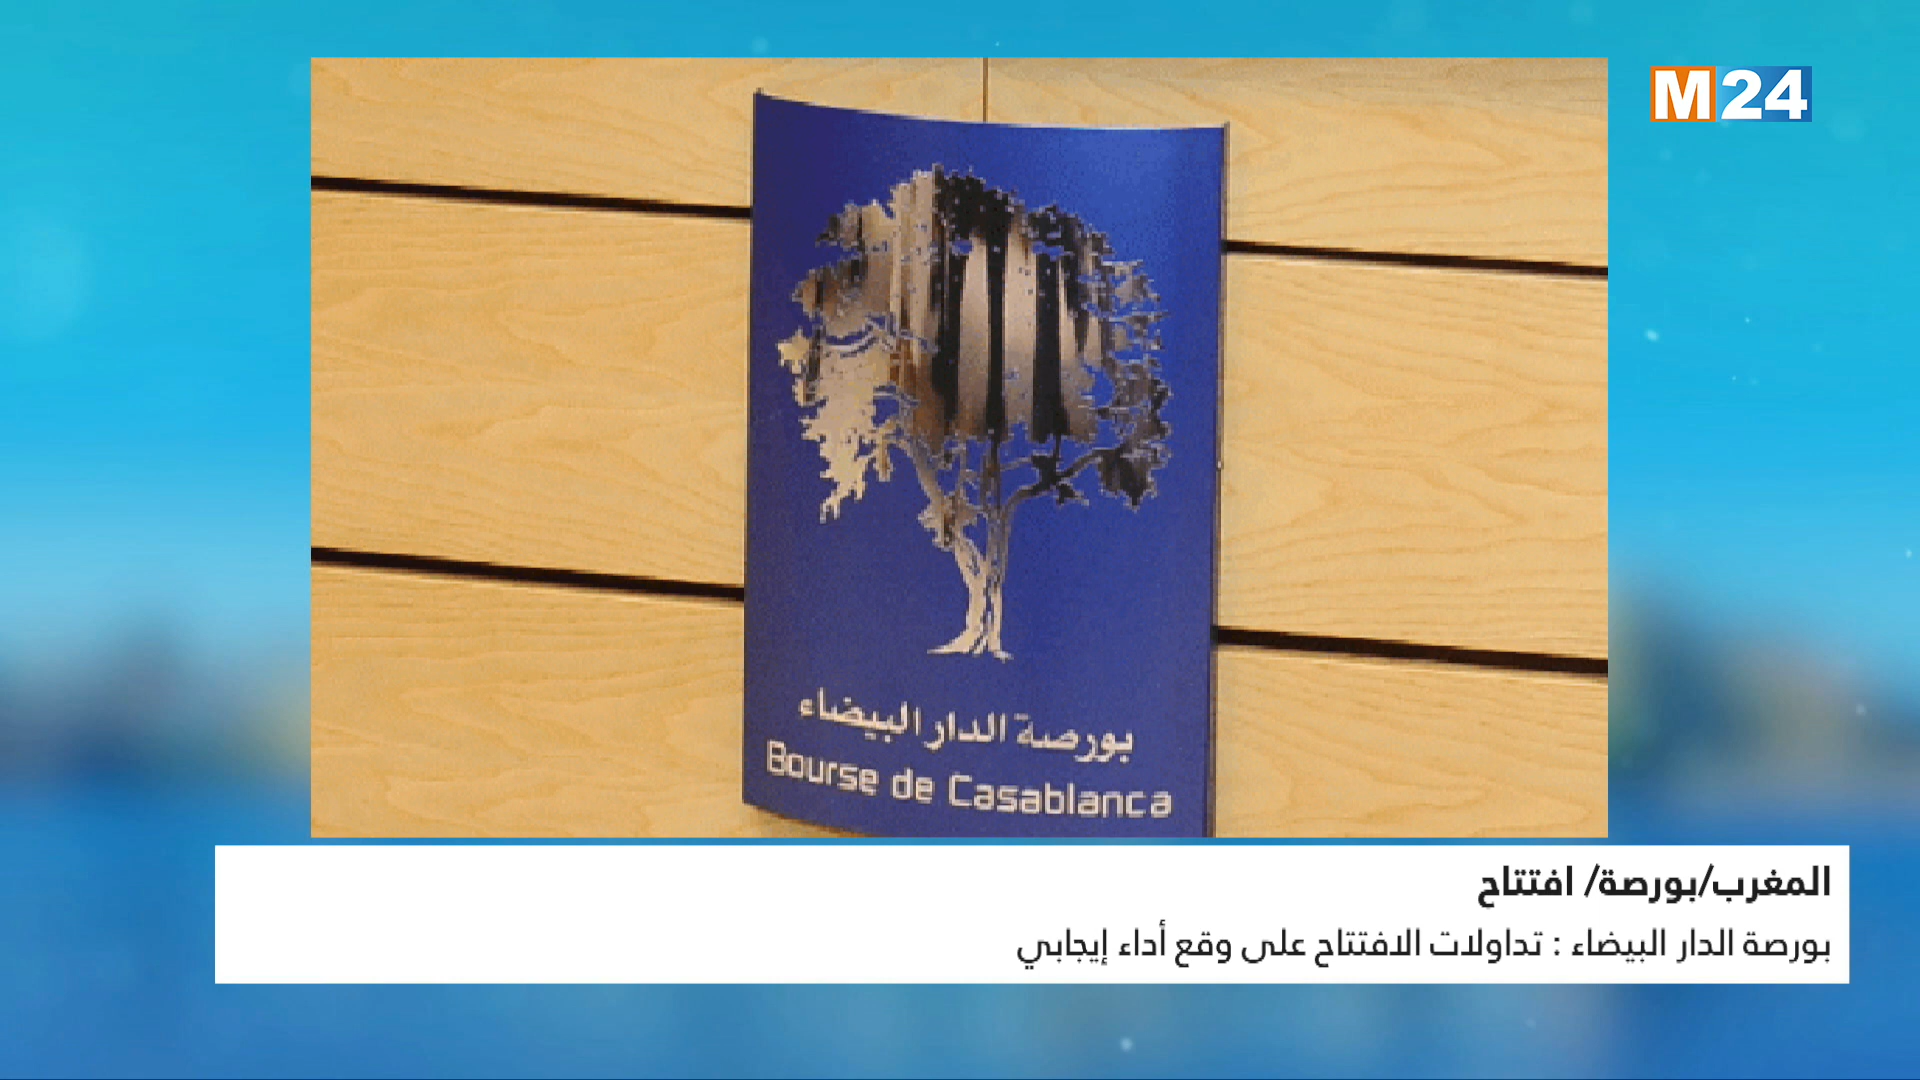 M24
بورصة الدار البيضاء
Bourse de Casablanca
المغرب/بورصة/ افتتاح
بورصة الدار البيضاء : تداولات الافتتاح على وقع أداء إيجابي